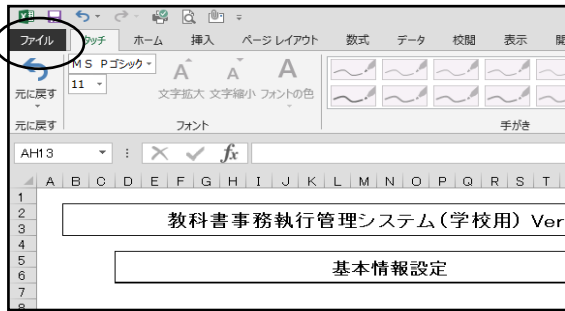 ファイル タッチ ホーム 挿入 ページ レイアウト 数式 データ 校閲 表示 開
元に戻す MS Pゴシック 11 文字拡大 文字縮小 フォントの色
元に戻す フォント 手がき
AH13 fx
A B C D E F G H I J K L M N O P Q R S T
1
2
3
教科書事務執行管理システム(学校用) Ver
4
5
6
基本情報設定
7
8